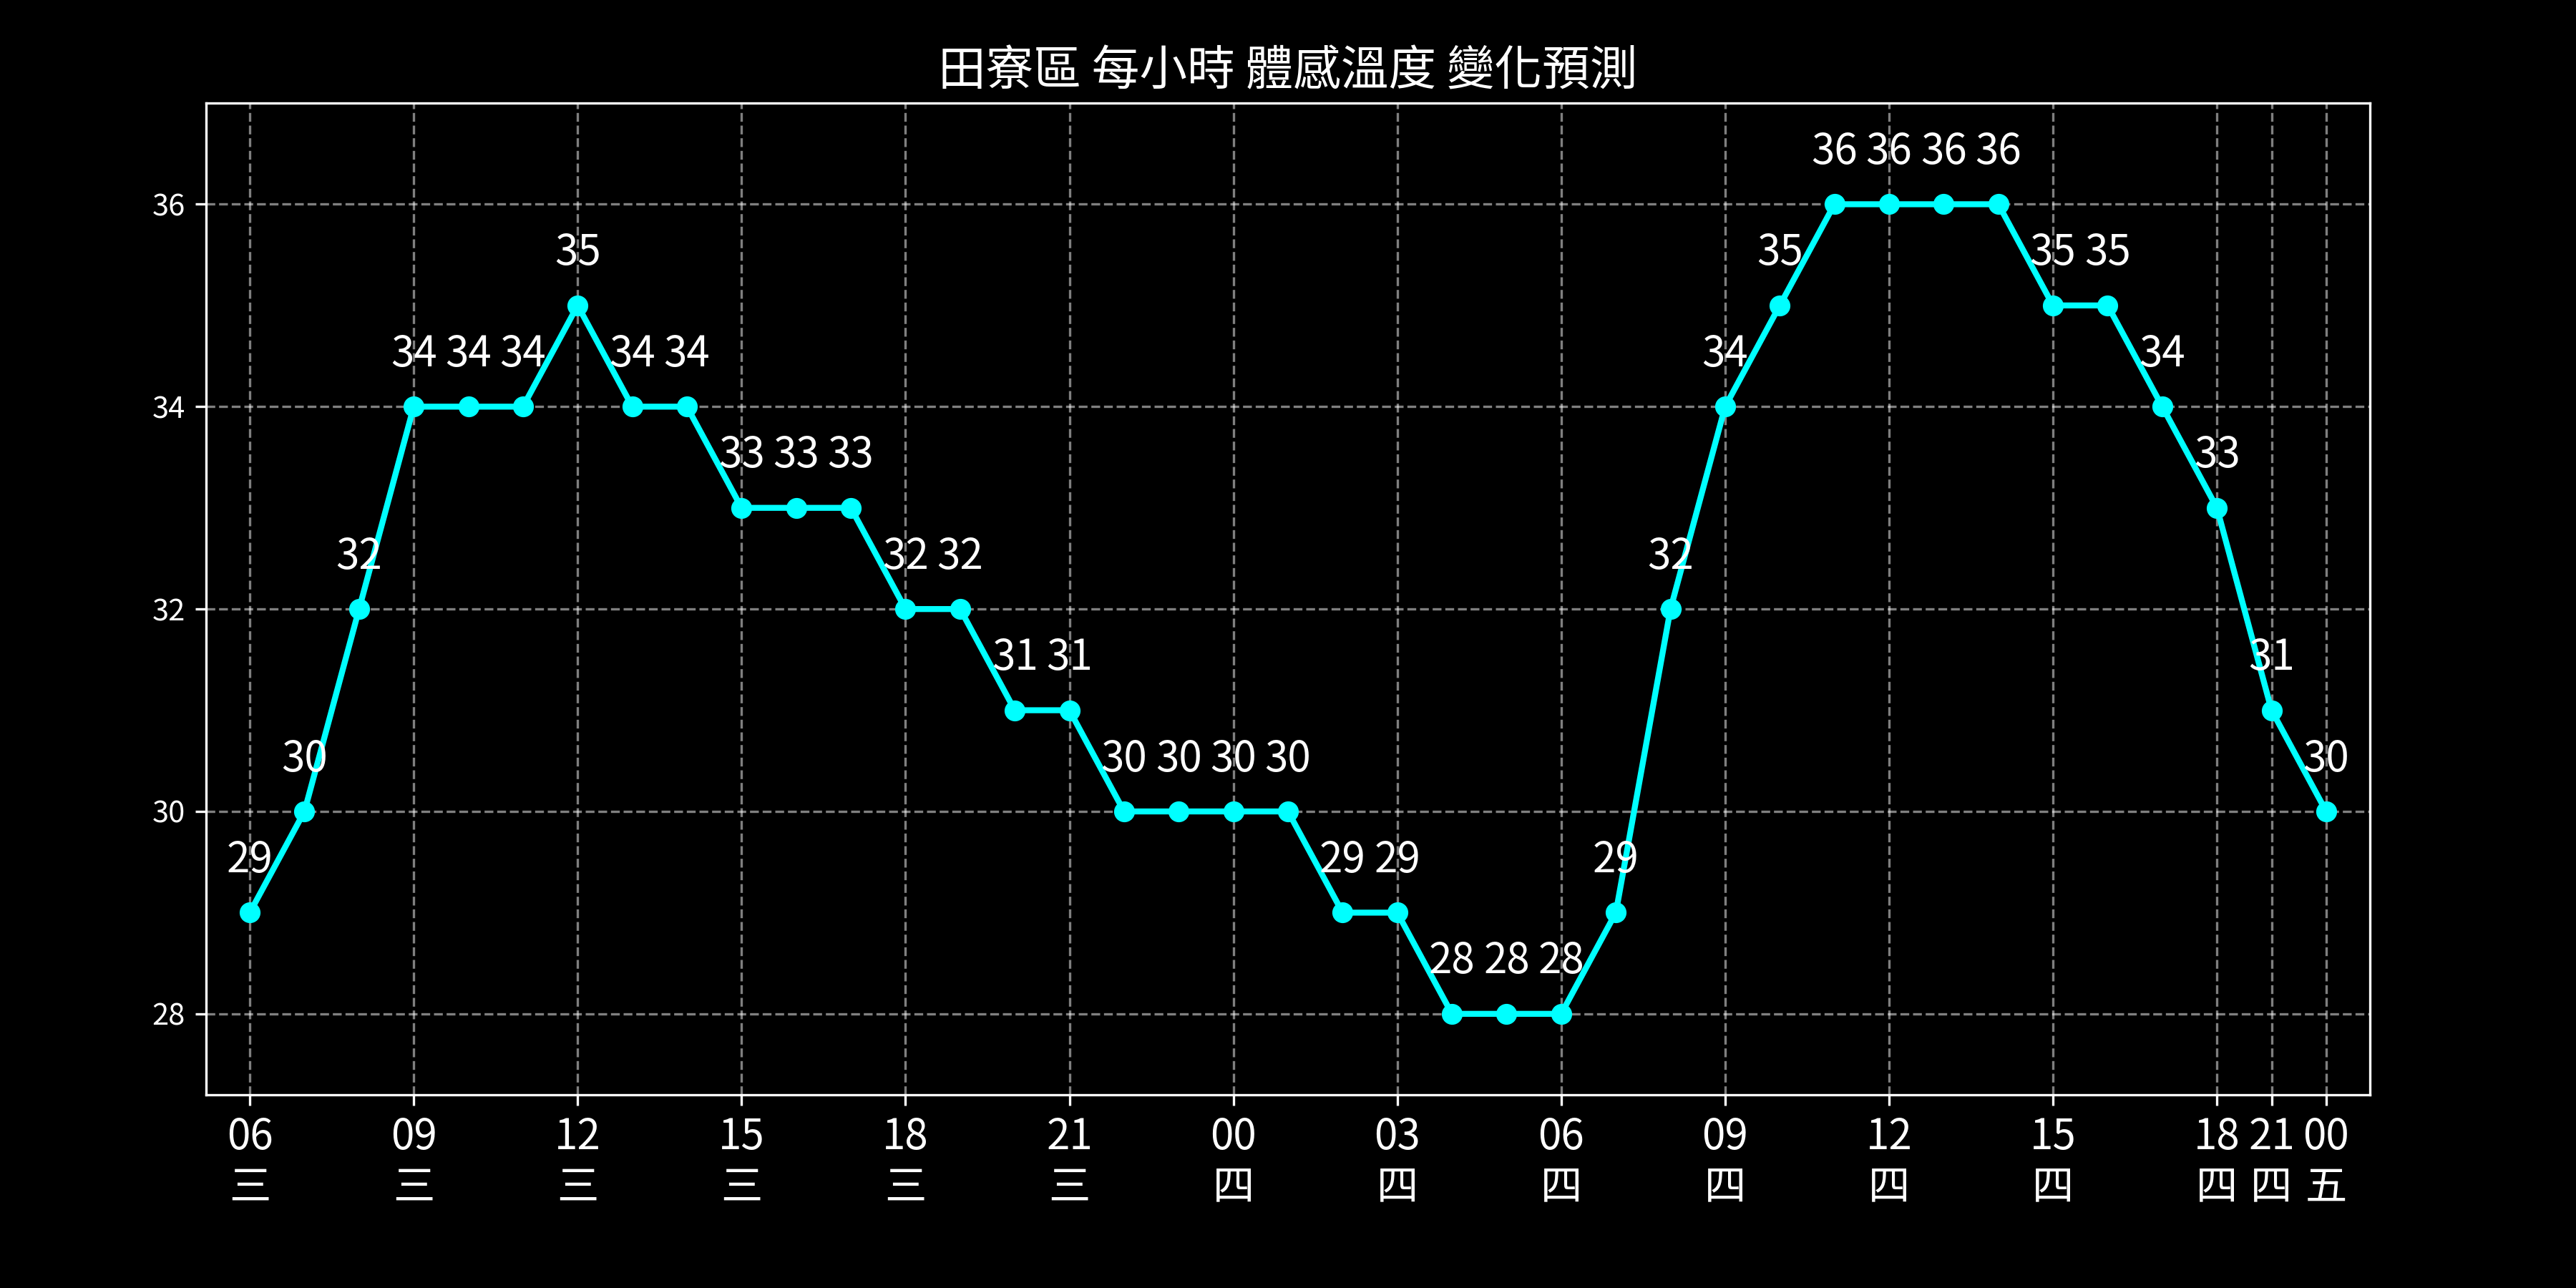 田寮區 每小時 體感溫度 變化預測
36 36 36 36
36
35 35 35 35
34 34 34 34 34 34 34
34
33 33 33 33
32 32 32 32
32
31 31 31
30 30 30 30 30 30
30
29 29 29 29
28 28 28
28
06 09 12 15 18 21 00 03 06 09 12 15 18 21 00
三 三 三 三 三 三 四 四 四 四 四 四 四 四 五